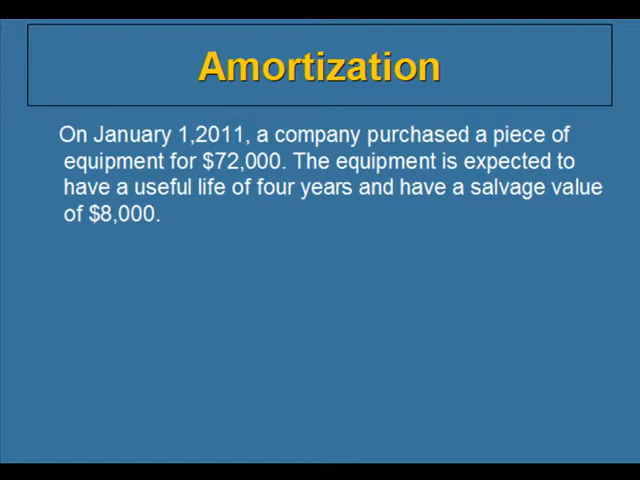 Amortization
On January 1,2011, a company purchased a piece of
equipment for $72,000. The equipment is expected to
have a useful life of four years and have a salvage value
of $8,000.